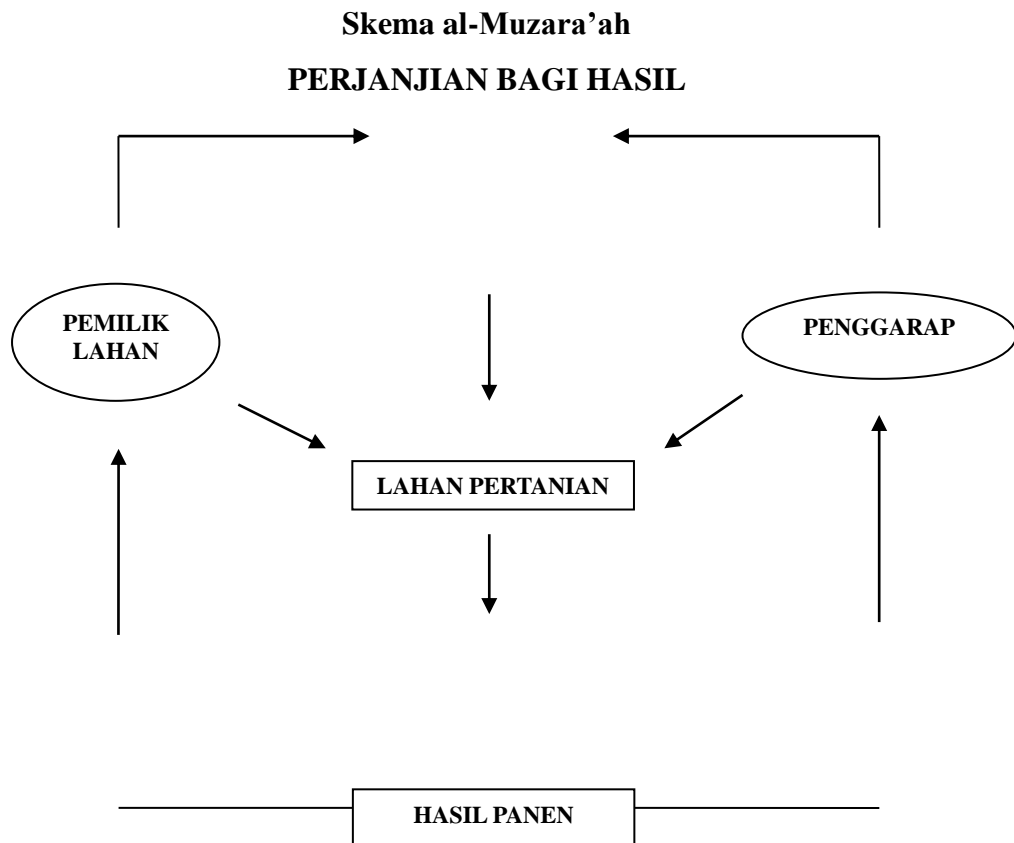 Skema al-Muzara’ah
PERJANJIAN BAGI HASIL
PEMILIK
LAHAN
PENGGARAP
LAHAN PERTANIAN
HASIL PANEN